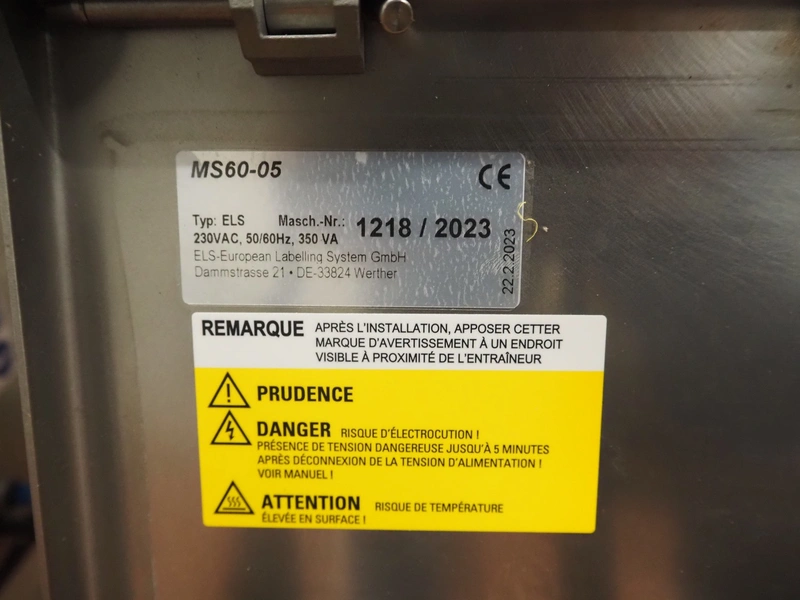 MS60-05
CE
Typ: ELS Masch.-Nr.: 1218 / 2023
230VAC, 50/60Hz, 350 VA
ELS-European Labelling System GmbH
Dammstrasse 21 • DE-33824 Werther
22.2.2023
REMARQUE APRÈS L'INSTALLATION, APPOSER CETTER
MARQUE D'AVERTISSEMENT À UN ENDROIT
VISIBLE À PROXIMITÉ DE L'ENTRAÎNEUR
PRUDENCE
DANGER RISQUE D'ÉLECTROCUTION !
PRÉSENCE DE TENSION DANGEREUSE JUSQU'À 5 MINUTES
APRÈS DÉCONNEXION DE LA TENSION D'ALIMENTATION !
VOIR MANUEL !
ATTENTION RISQUE DE TEMPÉRATURE
ÉLEVÉE EN SURFACE !